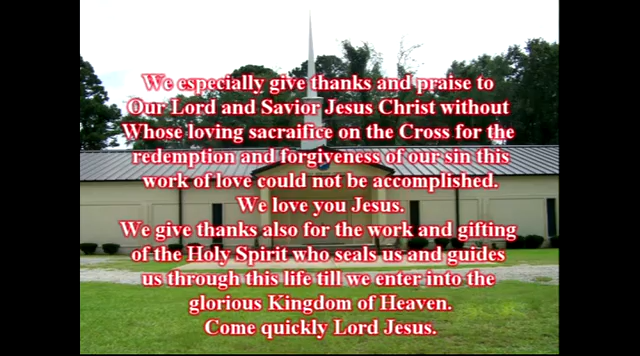 We especially give thanks and praise to
Our Lord and Savior Jesus Christ without
Whose loving sacraifice on the Cross for the
redemption and forgiveness of our sin this
work of love could not be accomplished.
We love you Jesus.
We give thanks also for the work and gifting
of the Holy Spirit who seals us and guides
us through this life till we enter into the
glorious Kingdom of Heaven.
Come quickly Lord Jesus.